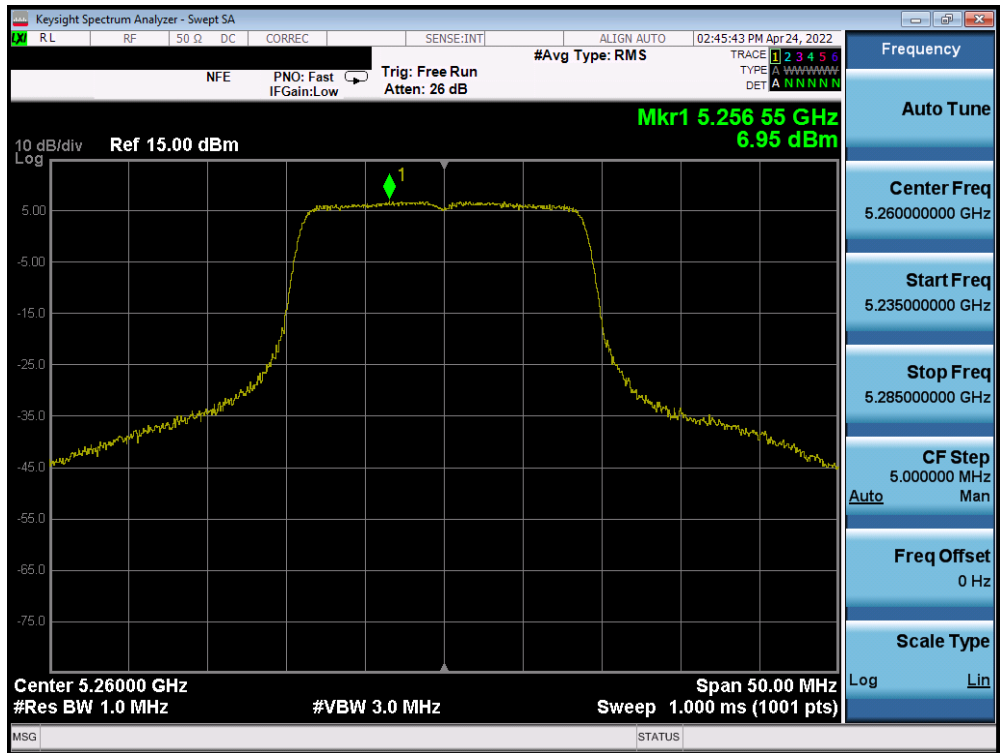 LXI Keysight Spectrum Analyzer - Swept SA
RL RF 50 Ω DC CORREC SENSE:INT ALIGN AUTO 02:45:43 PM Apr 24, 2022
#Avg Type: RMS
TRACE 1 2 3 4 5 6
TYPE A WWWWW
DET A N N N N N
NFE PNO: Fast Trig: Free Run
IFGain:Low Atten: 26 dB
Mkr1 5.256 55 GHz
6.95 dBm
10 dB/div Ref 15.00 dBm
Log
1
5.00
-5.00
-15.0
-25.0
-35.0
-45.0
-55.0
-65.0
-75.0
Center 5.26000 GHz Span 50.00 MHz
#Res BW 1.0 MHz #VBW 3.0 MHz Sweep 1.000 ms (1001 pts)
MSG STATUS
Frequency
Auto Tune
Center Freq
5.260000000 GHz
Start Freq
5.235000000 GHz
Stop Freq
5.285000000 GHz
CF Step
5.000000 MHz
Auto Man
Freq Offset
0 Hz
Scale Type
Log Lin